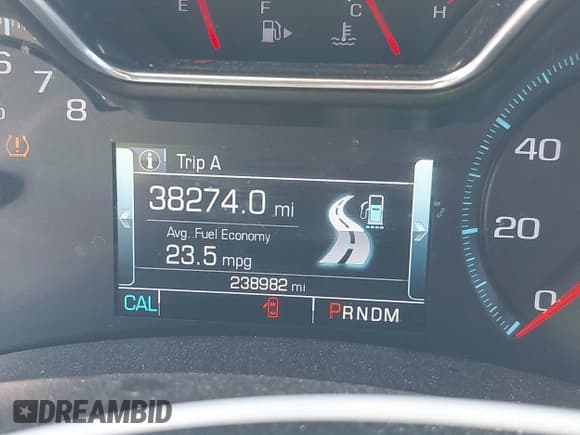 E F C H
6 7 8
Trip A
38274.0 mi
Avg. Fuel Economy
23.5 mpg
238982 mi
CAL PRNDM
40
20
0
DREAMBID